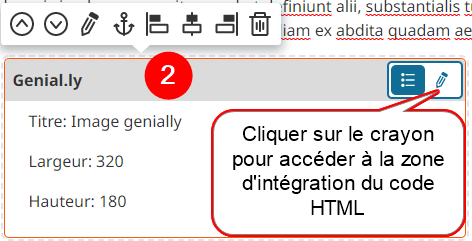 definiunt alii, substantialis
iam ex abdita quadam
2
Genial.ly
Titre: Image genially
Largeur: 320
Hauteur: 180
Cliquer sur le crayon
pour accéder à la zone
d'intégration du code
HTML